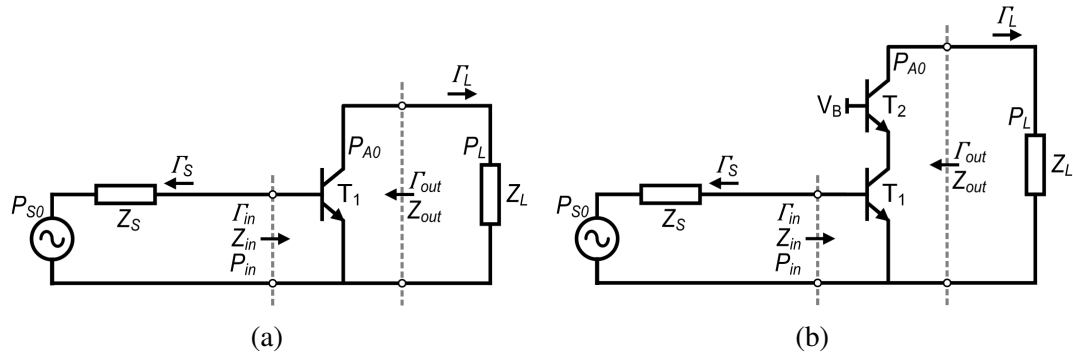 Γ_L
P_A0
P_L
Γ_S
T_1
Γ_out
Z_out
Z_L
P_S0
Z_S
Γ_in
Z_in
P_in
(a)
Γ_L
P_A0
V_B
T_2
P_L
Γ_S
T_1
Γ_out
Z_out
Z_L
P_S0
Z_S
Γ_in
Z_in
P_in
(b)